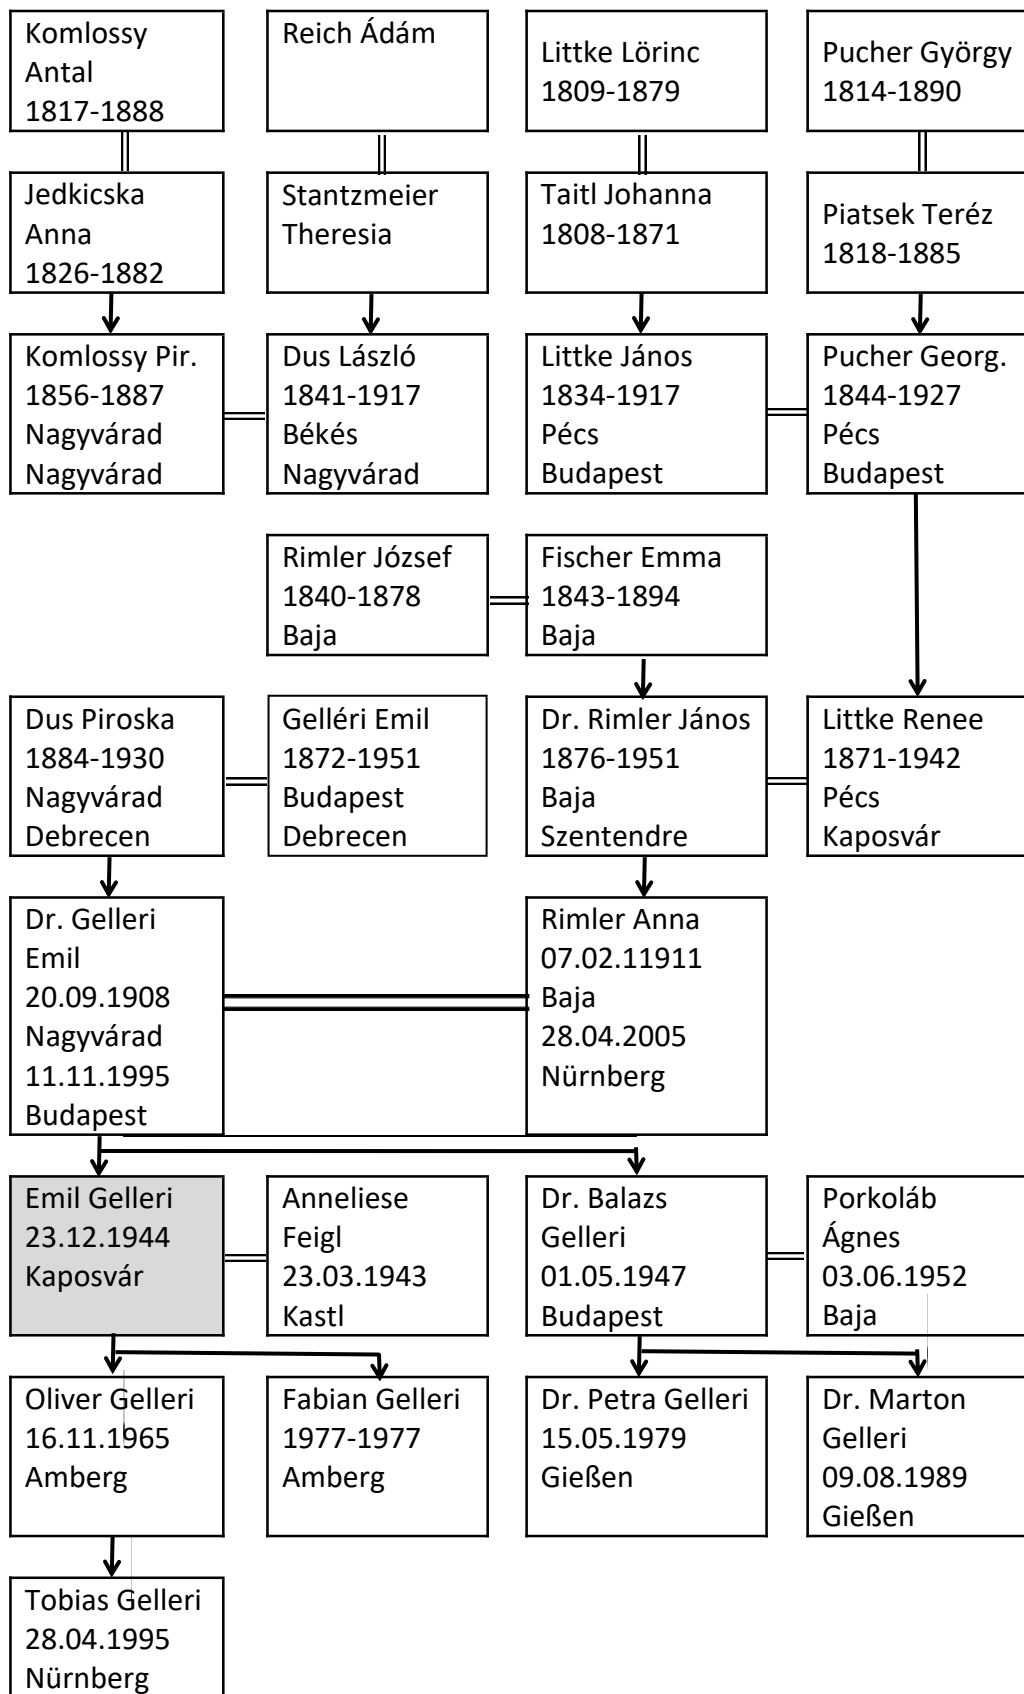 Komlossy
Antal
1817-1888
Reich Ádám
Littke Lörinc
1809-1879
Pucher György
1814-1890
Jedkicska
Anna
1826-1882
Stantzmeier
Theresia
Taitl Johanna
1808-1871
Piatsek Teréz
1818-1885
Komlossy Pir.
1856-1887
Nagyvárad
Nagyvárad
Dus László
1841-1917
Békés
Nagyvárad
Littke János
1834-1917
Pécs
Budapest
Pucher Georg.
1844-1927
Pécs
Budapest
Rimler József
1840-1878
Baja
Fischer Emma
1843-1894
Baja
Dus Piroska
1884-1930
Nagyvárad
Debrecen
Gelléri Emil
1872-1951
Budapest
Debrecen
Dr. Rimler János
1876-1951
Baja
Szentendre
Littke Renee
1871-1942
Pécs
Kaposvár
Dr. Gelleri
Emil
20.09.1908
Nagyvárad
11.11.1995
Budapest
Rimler Anna
07.02.11911
Baja
28.04.2005
Nürnberg
Emil Gelleri
23.12.1944
Kaposvár
Anneliese
Feigl
23.03.1943
Kastl
Dr. Balazs
Gelleri
01.05.1947
Budapest
Porkoláb
Ágnes
03.06.1952
Baja
Oliver Gelleri
16.11.1965
Amberg
Fabian Gelleri
1977-1977
Amberg
Dr. Petra Gelleri
15.05.1979
Gießen
Dr. Marton
Gelleri
09.08.1989
Gießen
Tobias Gelleri
28.04.1995
Nürnberg